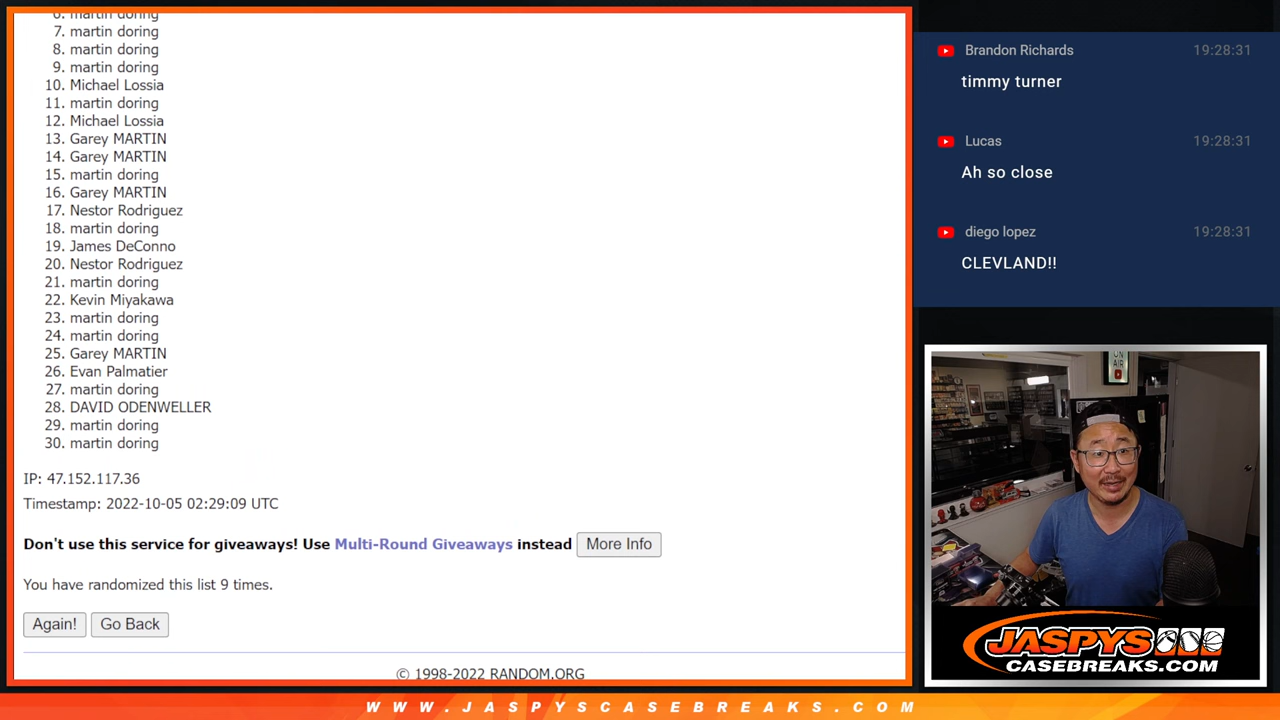 6. martin doring
7. martin doring
8. martin doring
9. martin doring
10. Michael Lossia
11. martin doring
12. Michael Lossia
13. Garey MARTIN
14. Garey MARTIN
15. martin doring
16. Garey MARTIN
17. Nestor Rodriguez
18. martin doring
19. James DeConno
20. Nestor Rodriguez
21. martin doring
22. Kevin Miyakawa
23. martin doring
24. martin doring
25. Garey MARTIN
26. Evan Palmatier
27. martin doring
28. DAVID ODENWELLER
29. martin doring
30. martin doring
IP: 47.152.117.36
Timestamp: 2022-10-05 02:29:09 UTC
Don't use this service for giveaways! Use Multi-Round Giveaways instead More Info
You have randomized this list 9 times.
Again! Go Back
© 1998-2022 RANDOM.ORG
Brandon Richards 19:28:31
timmy turner
Lucas 19:28:31
Ah so close
diego lopez 19:28:31
CLEVLAND!!
ON
AIR
JASPYS
CASEBREAKS.COM
WWW.JASPYSCASEBREAKS.COM